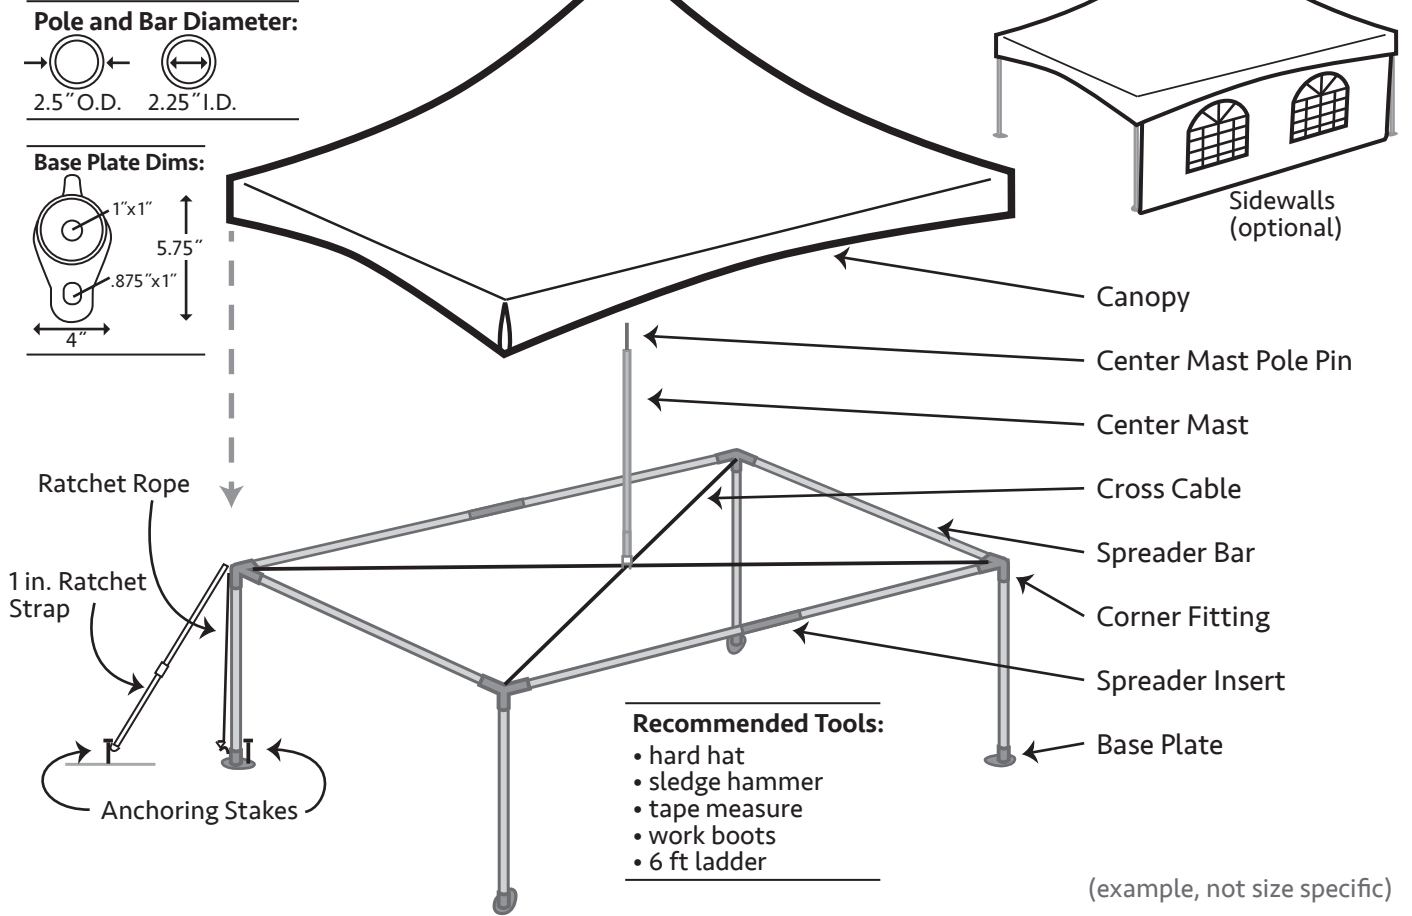 Pole and Bar Diameter:
2.5″O.D. 2.25″I.D.
Base Plate Dims:
1″x1″
5.75″
.875″x1″
4″
Sidewalls
(optional)
Canopy
Center Mast Pole Pin
Center Mast
Cross Cable
Spreader Bar
Corner Fitting
Spreader Insert
Base Plate
Ratchet Rope
1 in. Ratchet
Strap
Anchoring Stakes
Recommended Tools:
• hard hat
• sledge hammer
• tape measure
• work boots
• 6 ft ladder
(example, not size specific)